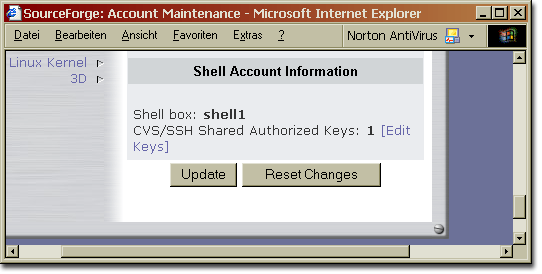 SourceForge: Account Maintenance - Microsoft Internet Explorer
Datei Bearbeiten Ansicht Favoriten Extras ? Norton AntiVirus
Linux Kernel
3D
Shell Account Information
Shell box: shell1
CVS/SSH Shared Authorized Keys: 1 [Edit
Keys]
Update Reset Changes